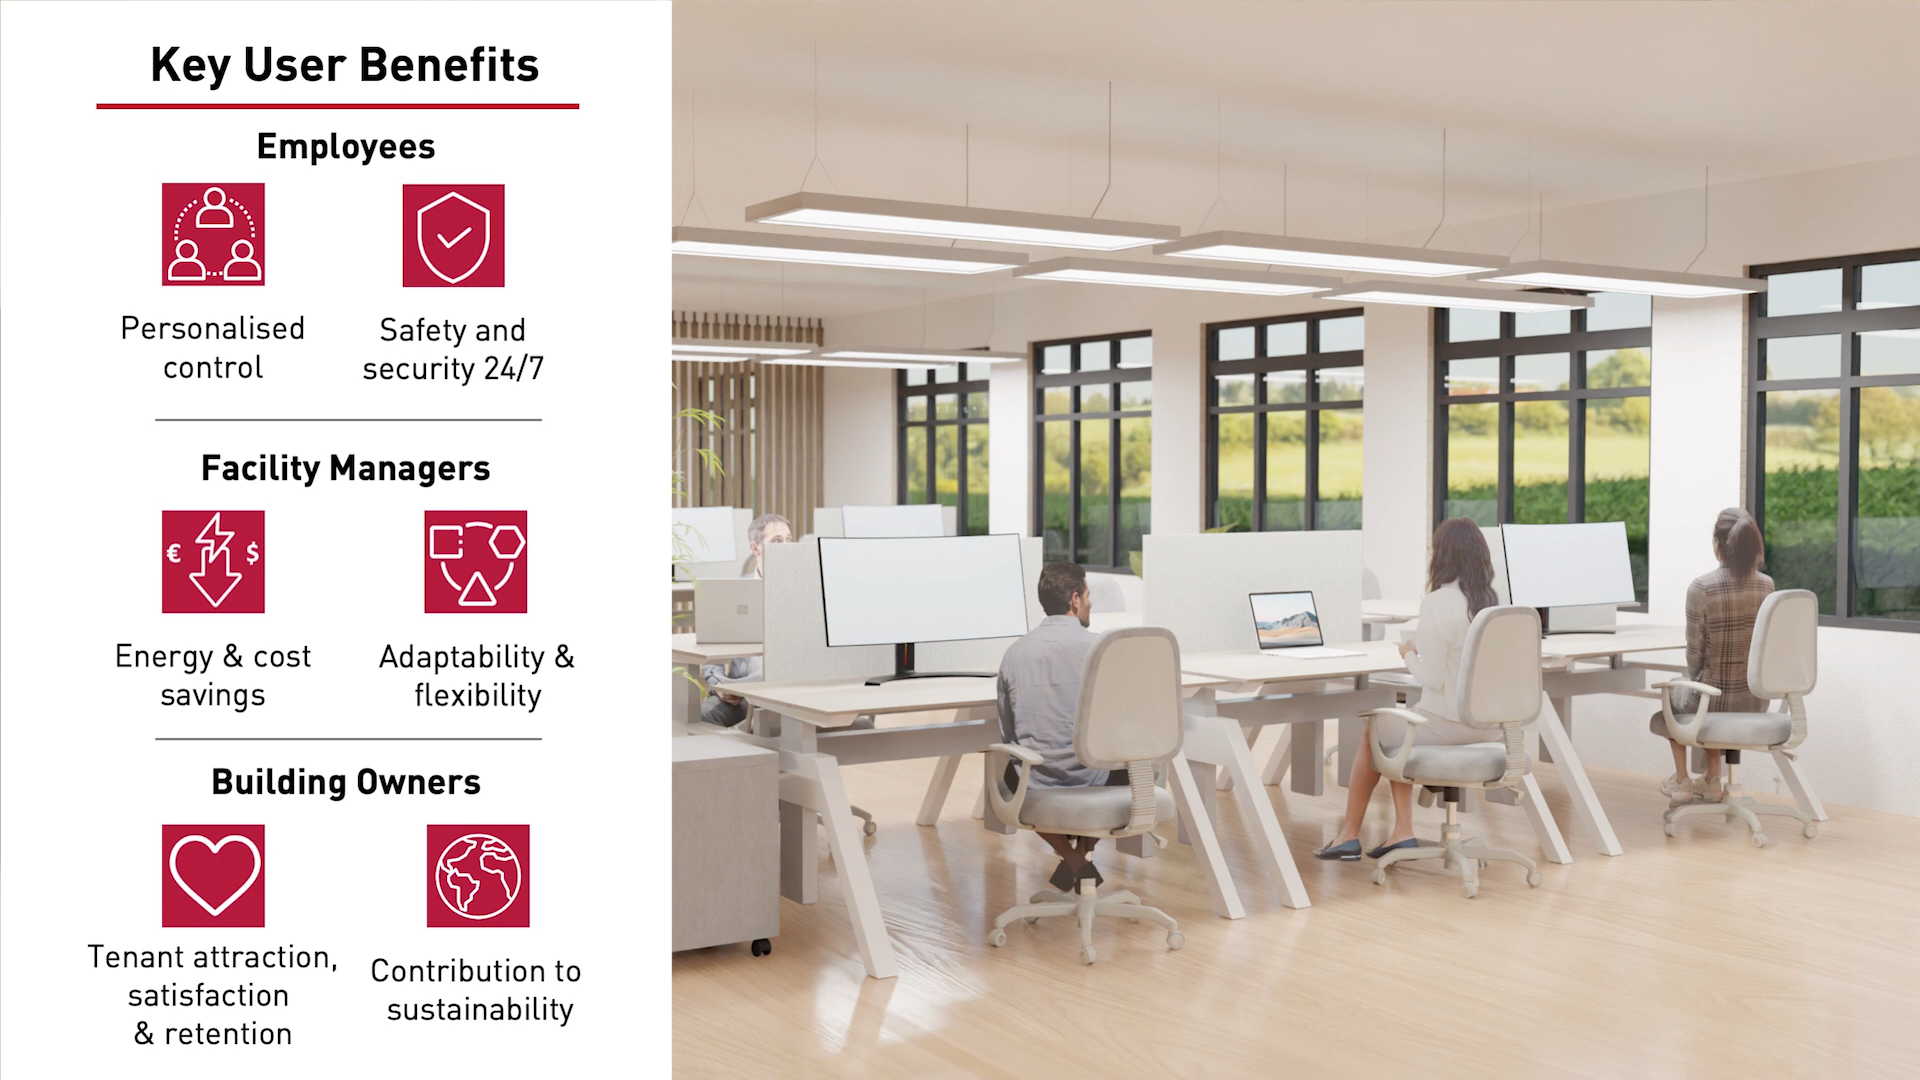 Key User Benefits
Employees
Personalised
control
Safety and
security 24/7
Facility Managers
€ $
Energy & cost
savings
Adaptability &
flexibility
Building Owners
Tenant attraction,
satisfaction
& retention
Contribution to
sustainability